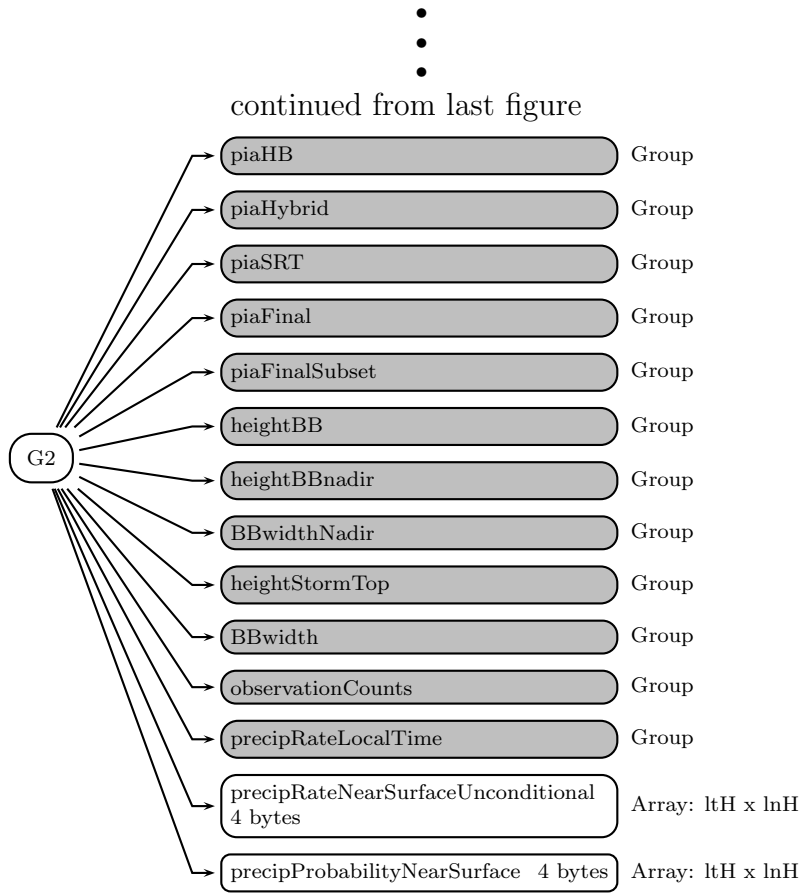 continued from last figure
piaHB Group
piaHybrid Group
piaSRT Group
piaFinal Group
piaFinalSubset Group
heightBB Group
G2
heightBBnadir Group
BBwidthNadir Group
heightStormTop Group
BBwidth Group
observationCounts Group
precipRateLocalTime Group
precipRateNearSurfaceUnconditional
4 bytes
Array: ltH x lnH
precipProbabilityNearSurface 4 bytes Array: ltH x lnH